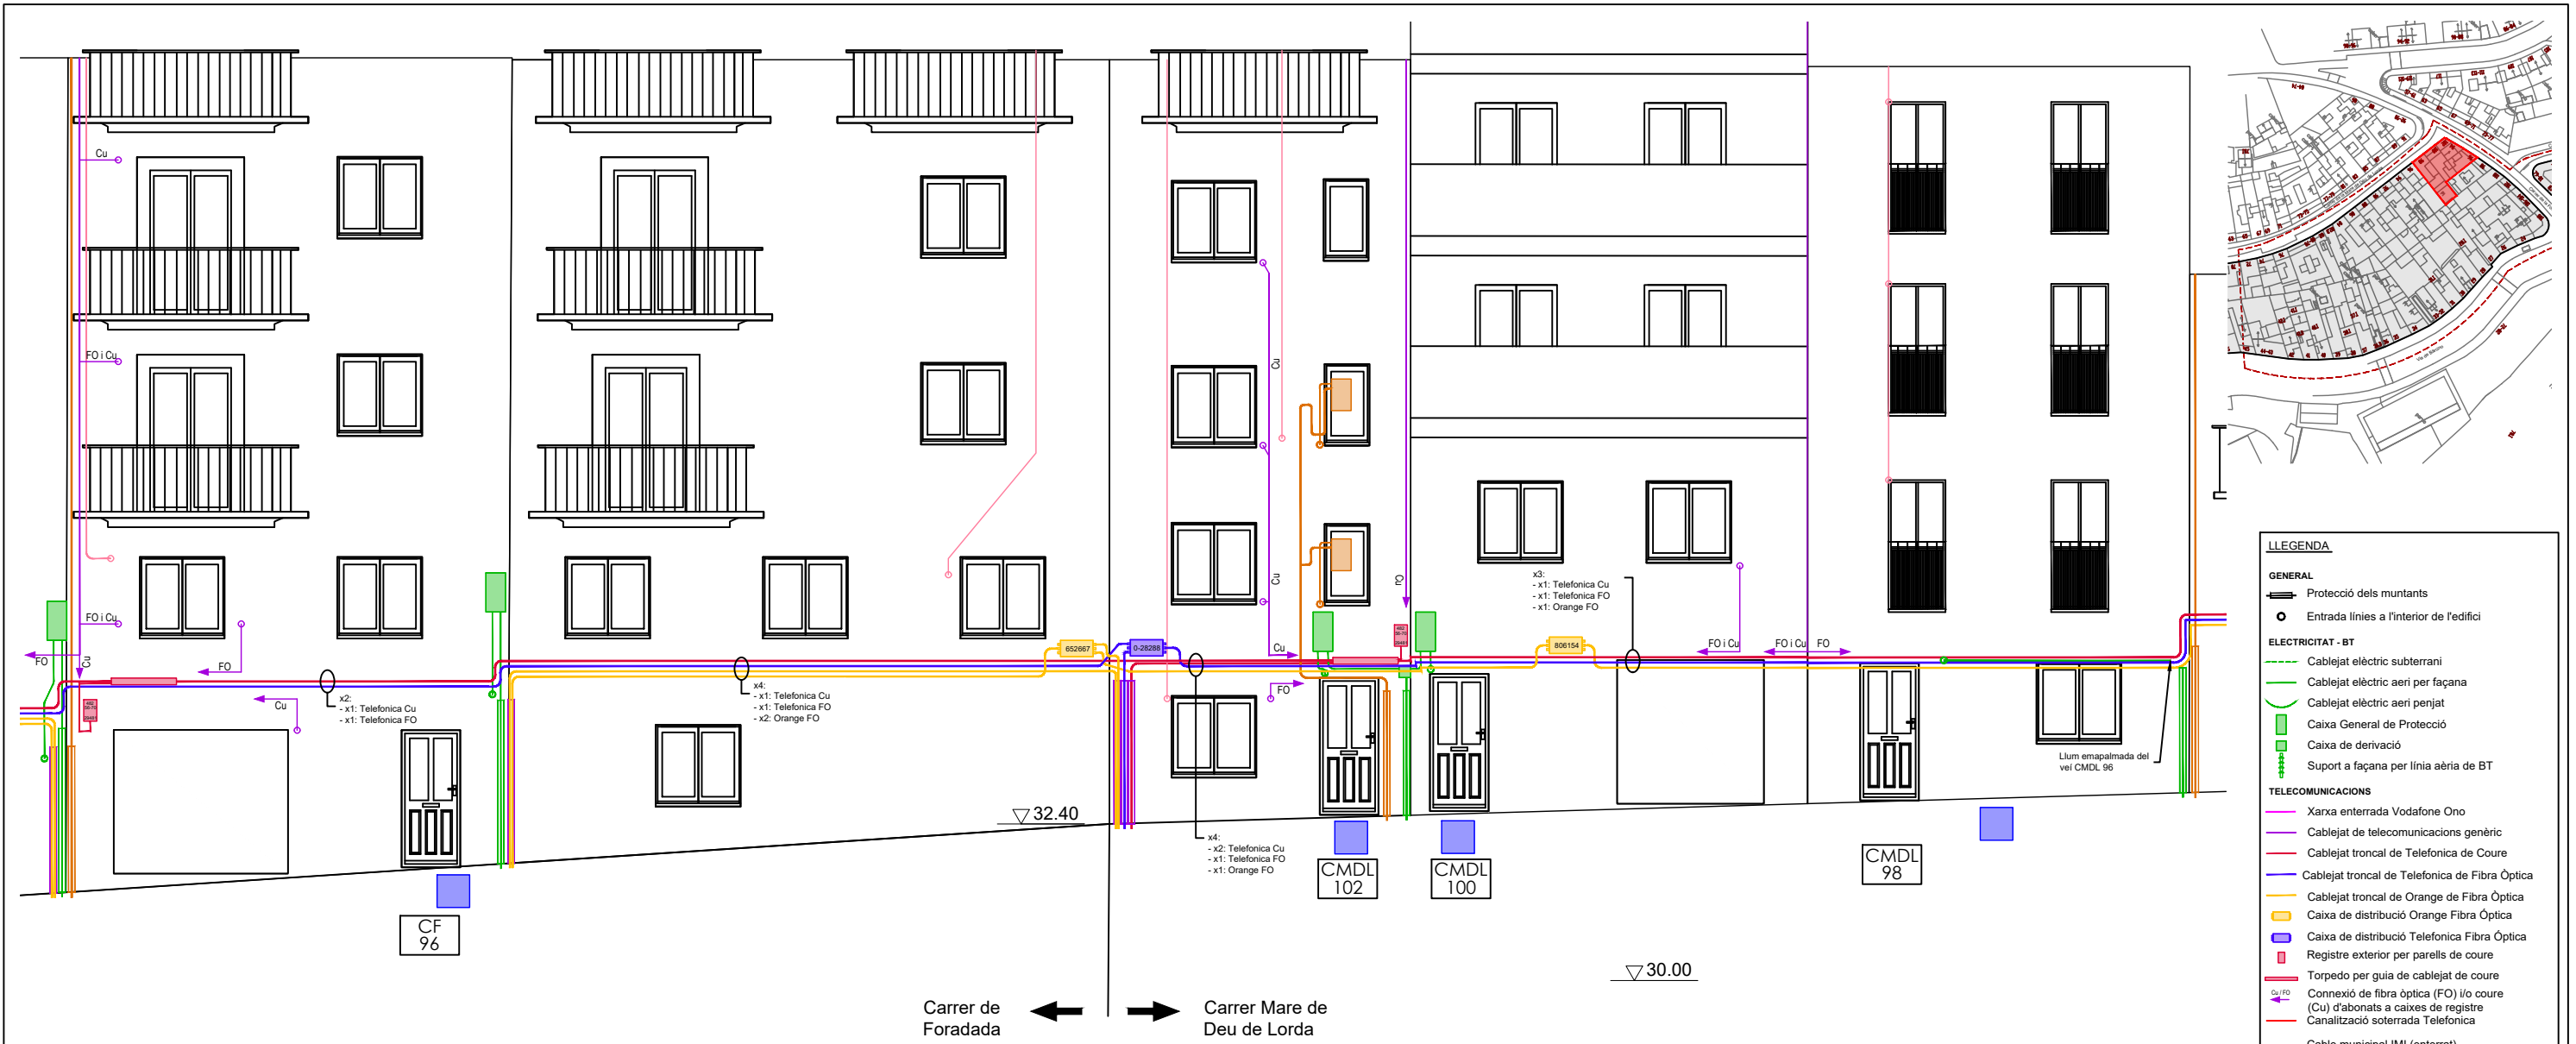 Cu
FO i Cu
FO i Cu
FO
Cu
FO
Cu
x2:
- x1: Telefonica Cu
- x1: Telefonica FO
x4:
- x1: Telefonica Cu
- x1: Telefonica FO
- x2: Orange FO
652667
0-28288
Cu
Cu
Cu
Cu
FO
x4:
- x2: Telefonica Cu
- x1: Telefonica FO
- x1: Orange FO
x3:
- x1: Telefonica Cu
- x1: Telefonica FO
- x1: Orange FO
806154
FO i Cu
FO i Cu
FO
Llum emapalmada del
veí CMDL 96
32.40
30.00
CF
96
CMDL
102
CMDL
100
CMDL
98
Carrer de
Foradada
Carrer Mare de
Deu de Lorda
LLEGENDA
GENERAL
Protecció dels muntants
Entrada línies a l'interior de l'edifici
ELECTRICITAT - BT
Cablejat elèctric subterrani
Cablejat elèctric aeri per façana
Cablejat elèctric aeri penjat
Caixa General de Protecció
Caixa de derivació
Suport a façana per línia aèria de BT
TELECOMUNICACIONS
Xarxa enterrada Vodafone Ono
Cablejat de telecomunicacions genèric
Cablejat troncal de Telefonica de Coure
Cablejat troncal de Telefonica de Fibra Òptica
Cablejat troncal de Orange de Fibra Òptica
Caixa de distribució Orange Fibra Óptica
Caixa de distribució Telefonica Fibra Óptica
Registre exterior per parells de coure
Torpedo per guia de cablejat de coure
Cu / FO
Connexió de fibra òptica (FO) i/o coure
(Cu) d'abonats a caixes de registre
Canalització soterrada Telefonica